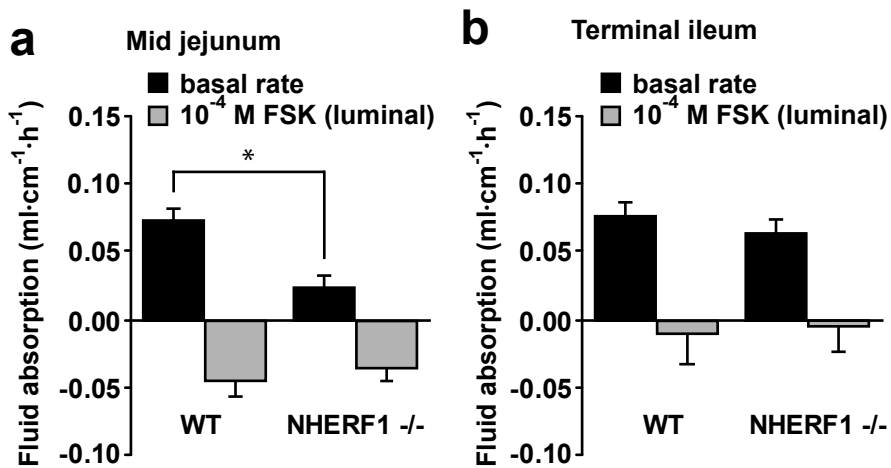 a
Mid jejunum
basal rate
10⁻⁴ M FSK (luminal)
Fluid absorption (ml·cm⁻¹·h⁻¹)
0.15
0.10
0.05
0.00
-0.05
-0.10
*
WT
NHERF1 -/-
b
Terminal ileum
basal rate
10⁻⁴ M FSK (luminal)
Fluid absorption (ml·cm⁻¹·h⁻¹)
0.15
0.10
0.05
0.00
-0.05
-0.10
WT
NHERF1 -/-